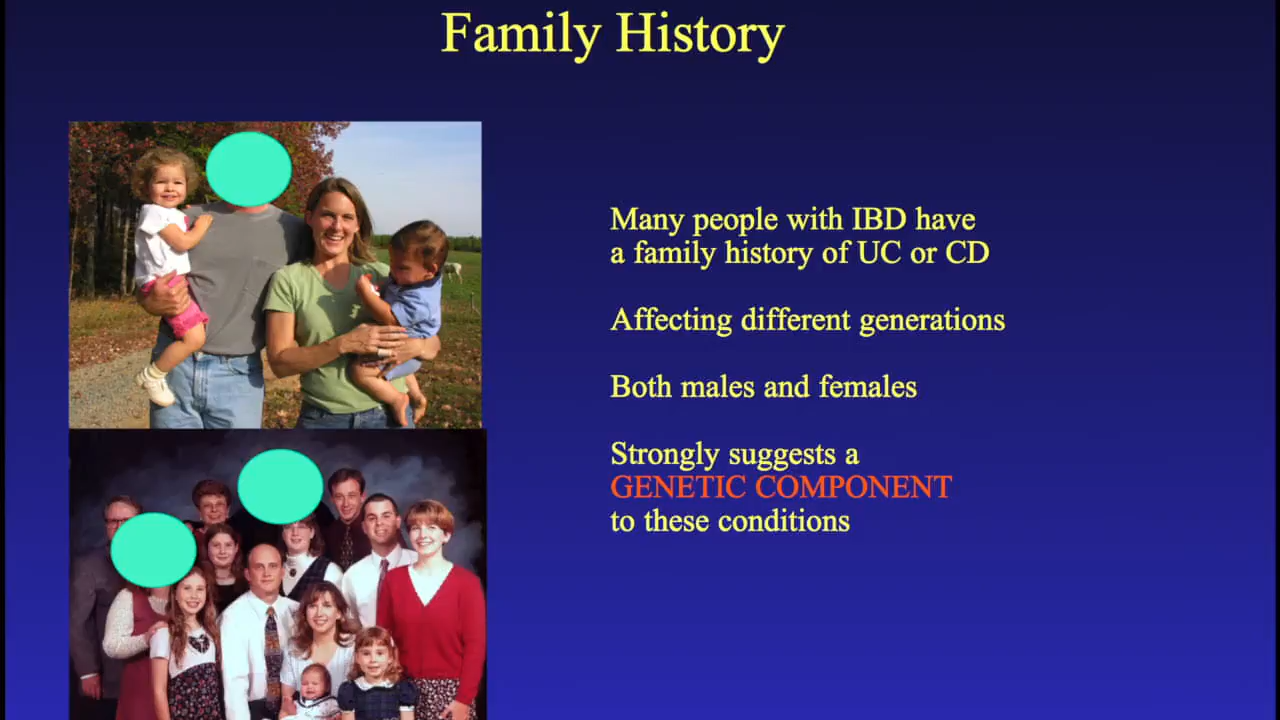 Family History
Many people with IBD have
a family history of UC or CD
Affecting different generations
Both males and females
Strongly suggests a
GENETIC COMPONENT
to these conditions